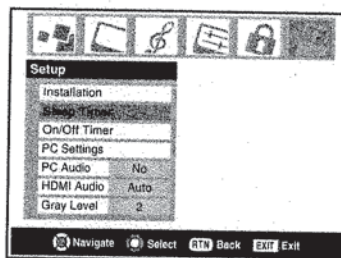 Setup
Installation
Sleep Timer
On/Off Timer
PC Settings
PC Audio No
HDMI Audio Auto
Gray Level 2
Navigate Select RTN Back EXIT Exit